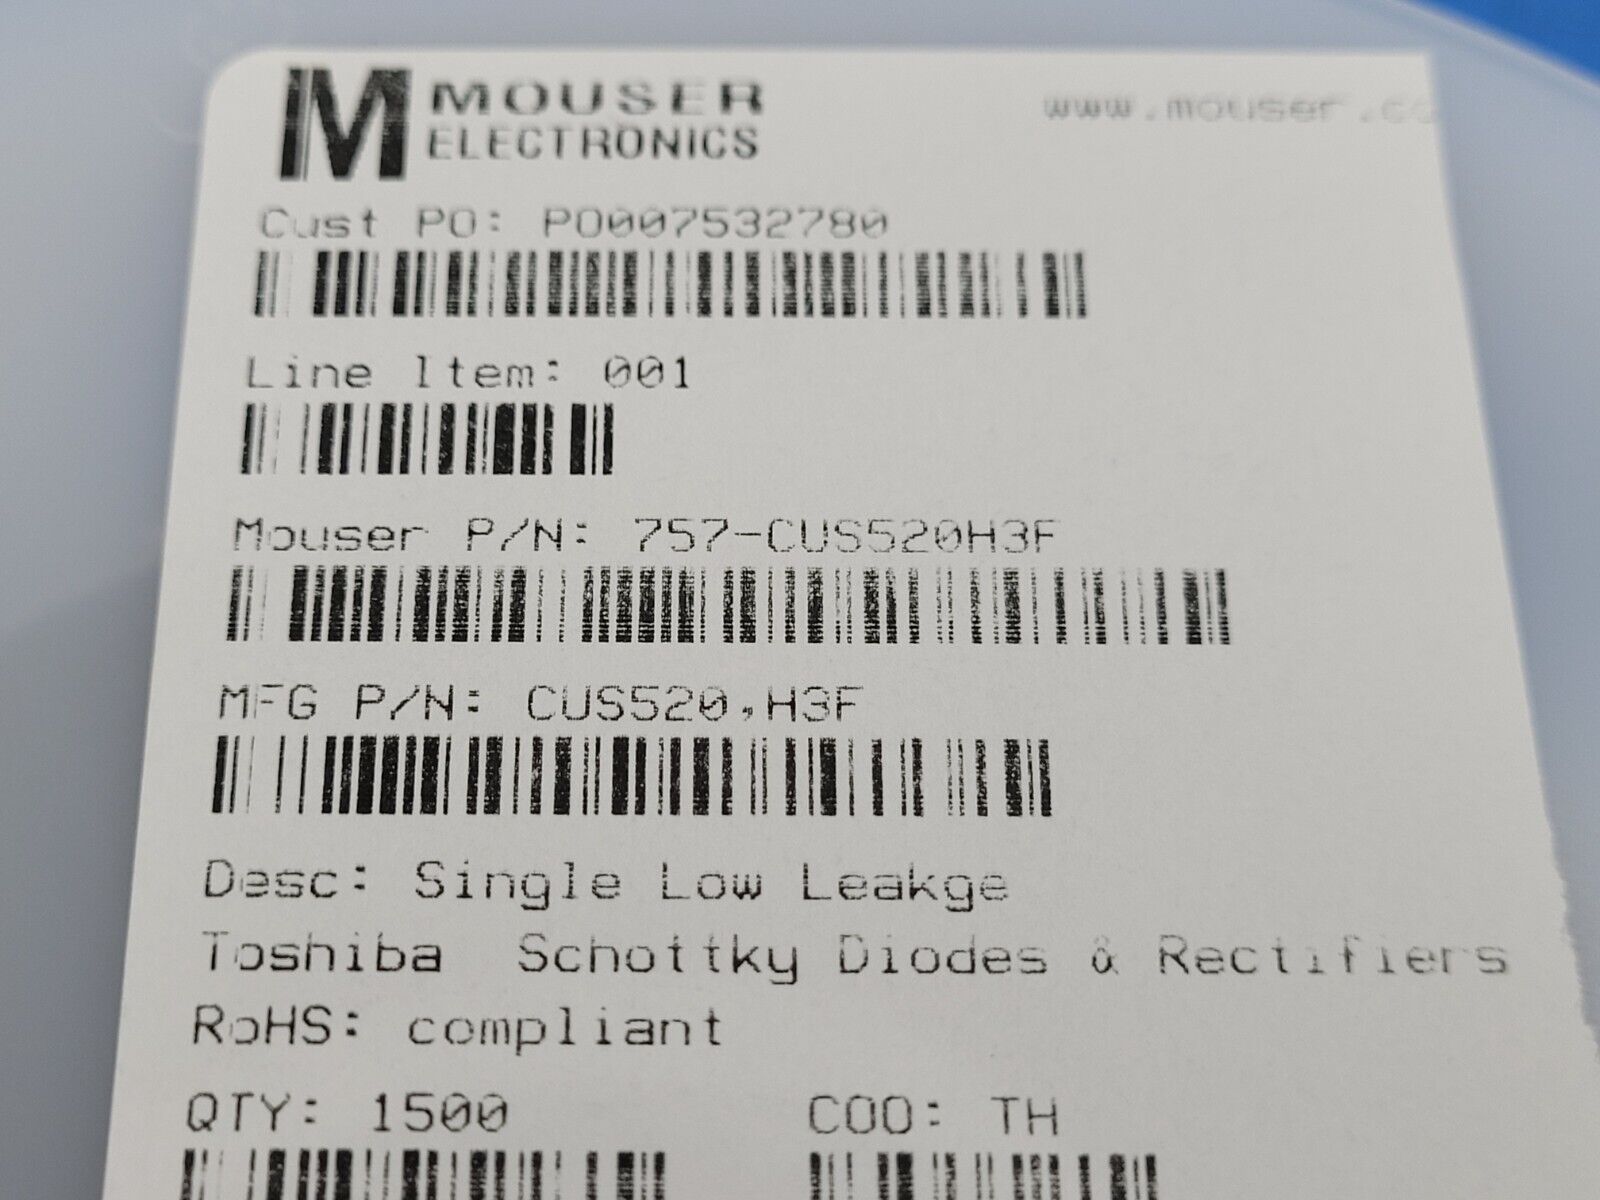 M MOUSER
ELECTRONICS
www.mouser.co
Cust PO: PO007532780
Line Item: 001
Mouser P/N: 757-CUS520H3F
MFG P/N: CUS520,H3F
Desc: Single Low Leakge
Toshiba Schottky Diodes & Rectifiers
RoHS: compliant
QTY: 1500 COO: TH